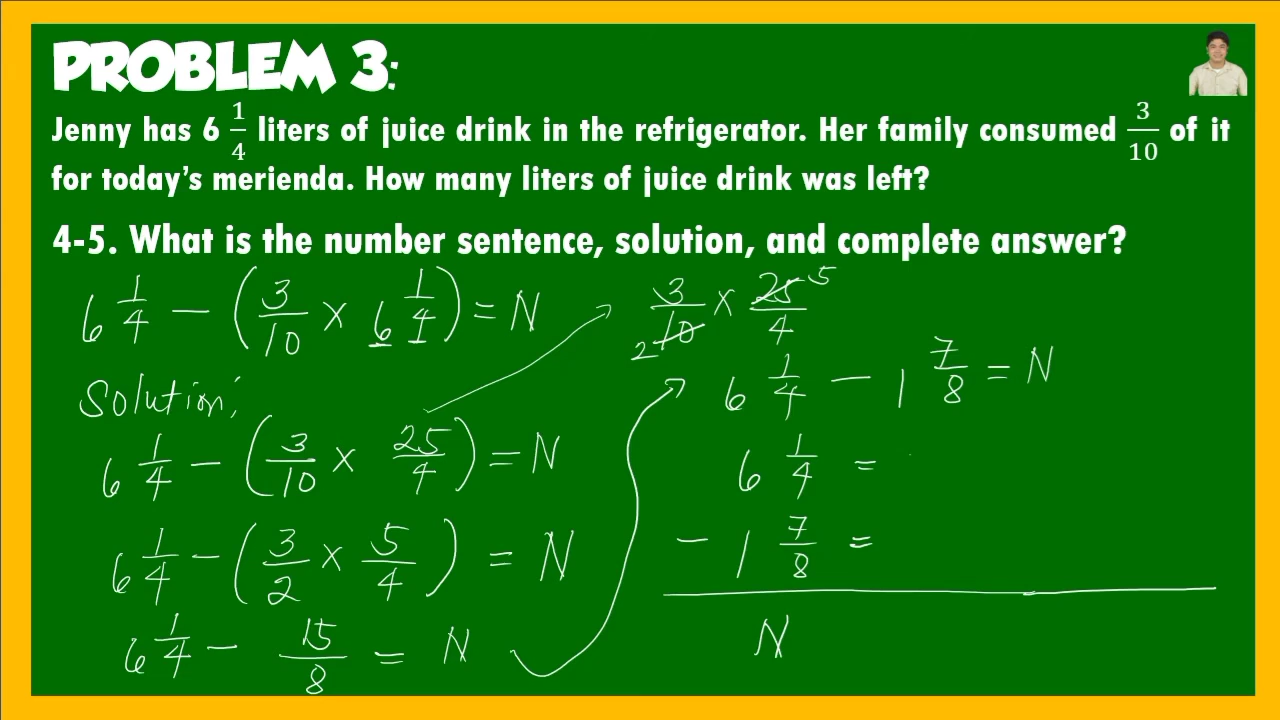 PROBLEM 3:
Jenny has 6 1/4 liters of juice drink in the refrigerator. Her family consumed 3/10 of it
for today's merienda. How many liters of juice drink was left?
4-5. What is the number sentence, solution, and complete answer?
6 1/4 − (3/10 × 6 1/4) = N
Solution:
6 1/4 − (3/10 × 25/4) = N
6 1/4 − (3/2 × 5/4) = N
6 1/4 − 15/8 = N
3/10 2 × 25/4 5
6 1/4 − 1 7/8 = N
6 1/4 =
− 1 7/8 =
N